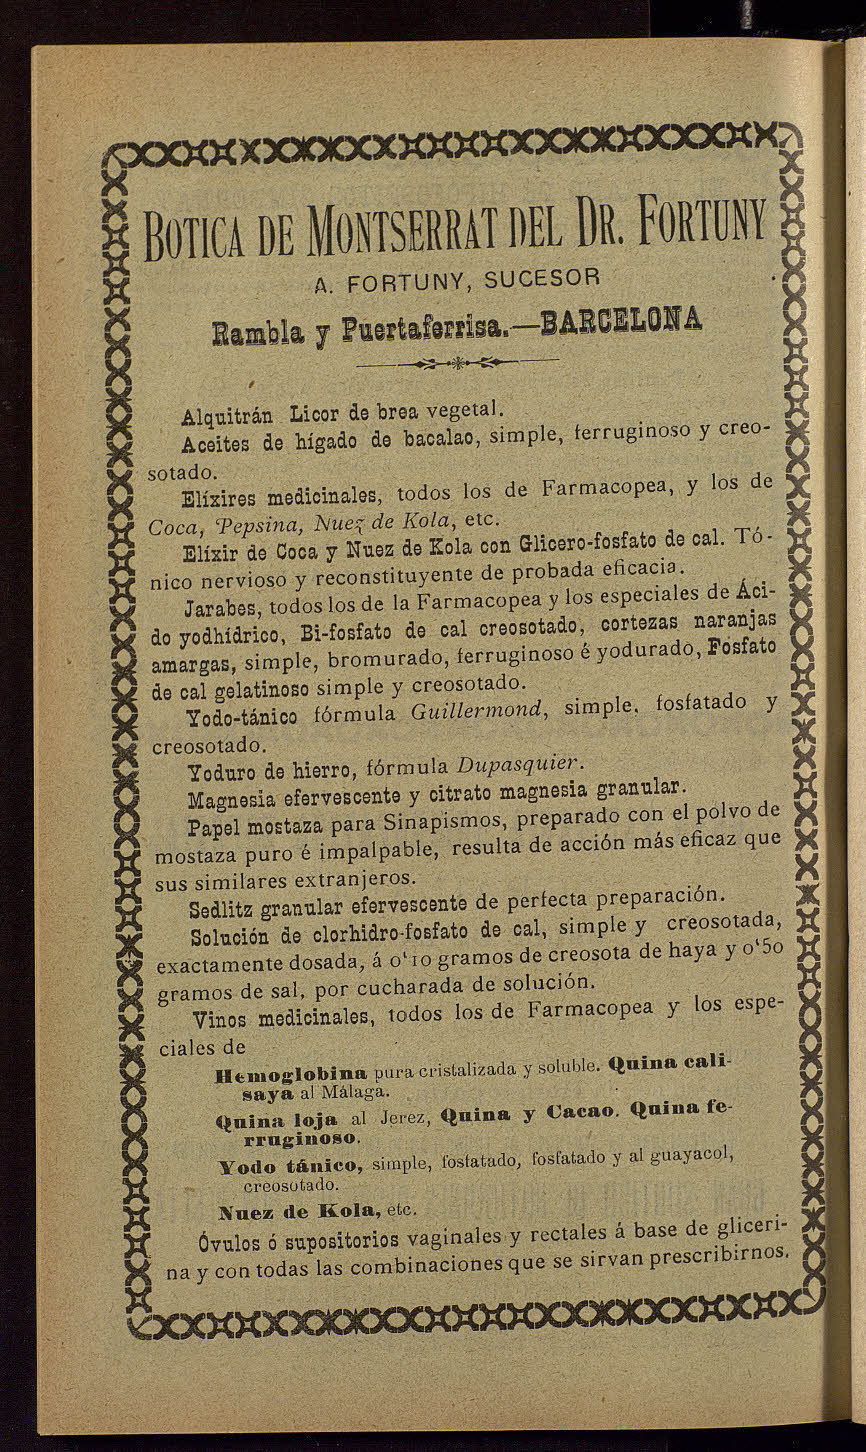 BOTICA DE MONTSERRAT DEL DR. FORTUNY
A. FORTUNY, SUCESOR
Rambla y Puertaferrisa.—BARCELONA
Alquitrán Licor de brea vegetal.
Aceites de hígado de bacalao, simple, ferruginoso y creo-
sotado.
Elíxires medicinales, todos los de Farmacopea, y los de
Coca, Pepsina, Nuez de Kola, etc.
Elíxir de Coca y Nuez de Kola con Glicero-fosfato de cal. Tó-
nico nervioso y reconstituyente de probada eficacia.
Jarabes, todos los de la Farmacopea y los especiales de Áci-
do yodhídrico, Bi-fosfato de cal creosotado, cortezas naranjas
amargas, simple, bromurado, ferruginoso é yodurado, Fosfato
de cal gelatinoso simple y creosotado.
Yodo-tánico fórmula Guillermond, simple, fosfatado y
creosotado.
Yoduro de hierro, fórmula Dupasquier.
Magnesia efervescente y citrato magnesia granular.
Papel mostaza para Sinapismos, preparado con el polvo de
mostaza puro é impalpable, resulta de acción más eficaz que
sus similares extranjeros.
Sedlitz granular efervescente de perfecta preparación.
Solución de clorhidro-fosfato de cal, simple y creosotada,
exactamente dosada, á o'10 gramos de creosota de haya y o'50
gramos de sal, por cucharada de solución.
Vinos medicinales, todos los de Farmacopea y los espe-
ciales de
Hemoglobina pura cristalizada y soluble. Quina cali-
saya al Málaga.
Quina loja al Jerez, Quina y Cacao. Quina fe-
rruginoso.
Yodo tánico, simple, fosfatado, fosfatado y al guayacol,
creosotado.
Nuez de Kola, etc.
Óvulos ó supositorios vaginales y rectales á base de gliceri-
na y con todas las combinaciones que se sirvan prescribirnos.